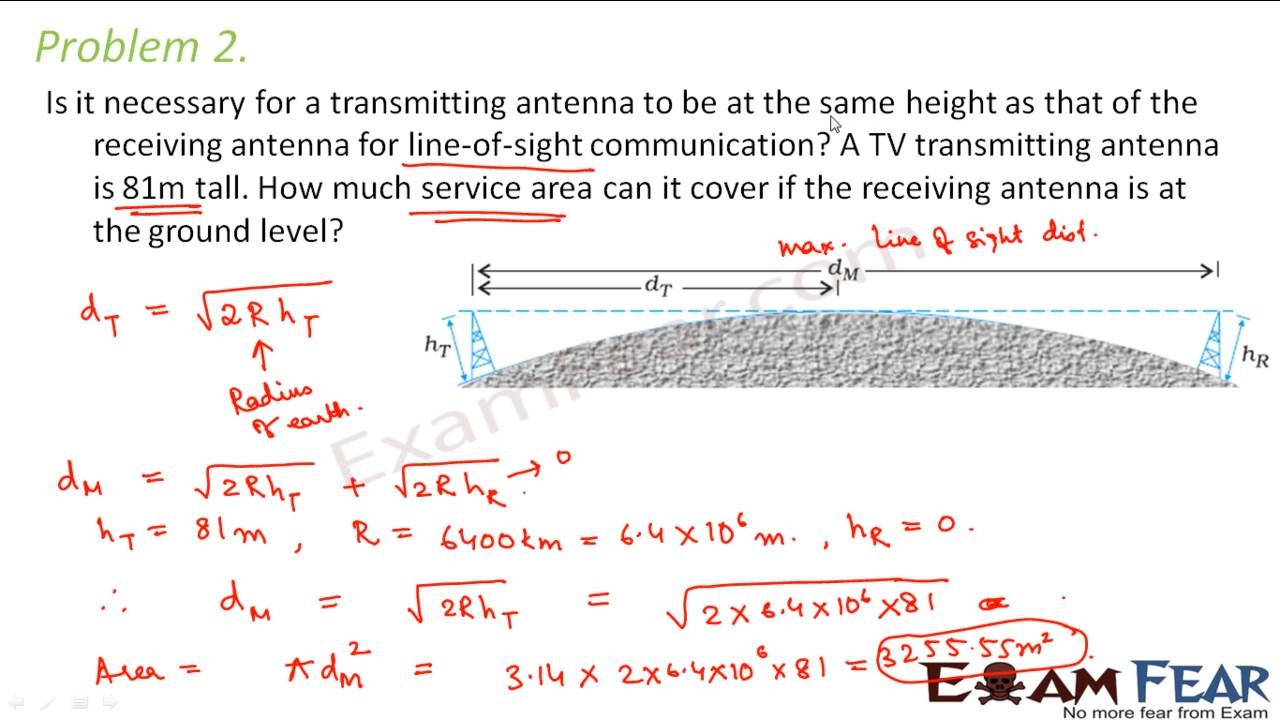 Problem 2.
Is it necessary for a transmitting antenna to be at the same height as that of the
receiving antenna for line-of-sight communication? A TV transmitting antenna
is 81m tall. How much service area can it cover if the receiving antenna is at
the ground level?
max. line of sight dist.
d_M
d_T
d_T = √2Rh_T
h_T
h_R
Radius
of earth.
Examfear.com
d_M = √2Rh_T + √2Rh_R → 0
h_T = 81m, R = 6400km = 6.4×10⁶m., h_R = 0.
∴ d_M = √2Rh_T = √2×6.4×10⁶×81
Area = πd_M² = 3.14 × 2×6.4×10⁶×81 = 3255.55m².
EXAM FEAR
No more fear from Exam